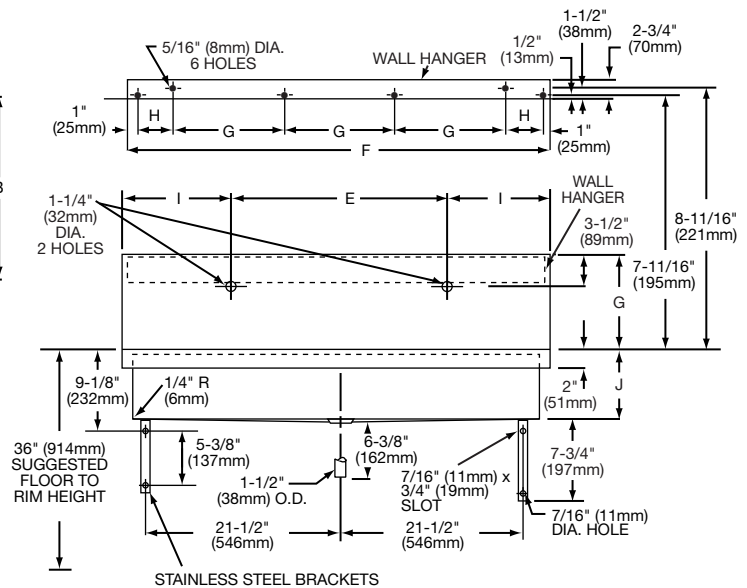 1-1/2"
(38mm)
2-3/4"
(70mm)
5/16" (8mm) DIA.
6 HOLES
WALL HANGER
1/2"
(13mm)
1"
(25mm)
H
G
G
G
H
1"
(25mm)
F
I
E
I
WALL
HANGER
1-1/4"
(32mm)
DIA.
2 HOLES
3-1/2"
(89mm)
8-11/16"
(221mm)
7-11/16"
(195mm)
G
9-1/8"
(232mm)
1/4" R
(6mm)
2"
(51mm)
J
36" (914mm)
SUGGESTED
FLOOR TO
RIM HEIGHT
5-3/8"
(137mm)
6-3/8"
(162mm)
1-1/2"
(38mm) O.D.
7/16" (11mm) x
3/4" (19mm)
SLOT
7-3/4"
(197mm)
21-1/2"
(546mm)
21-1/2"
(546mm)
7/16" (11mm)
DIA. HOLE
STAINLESS STEEL BRACKETS